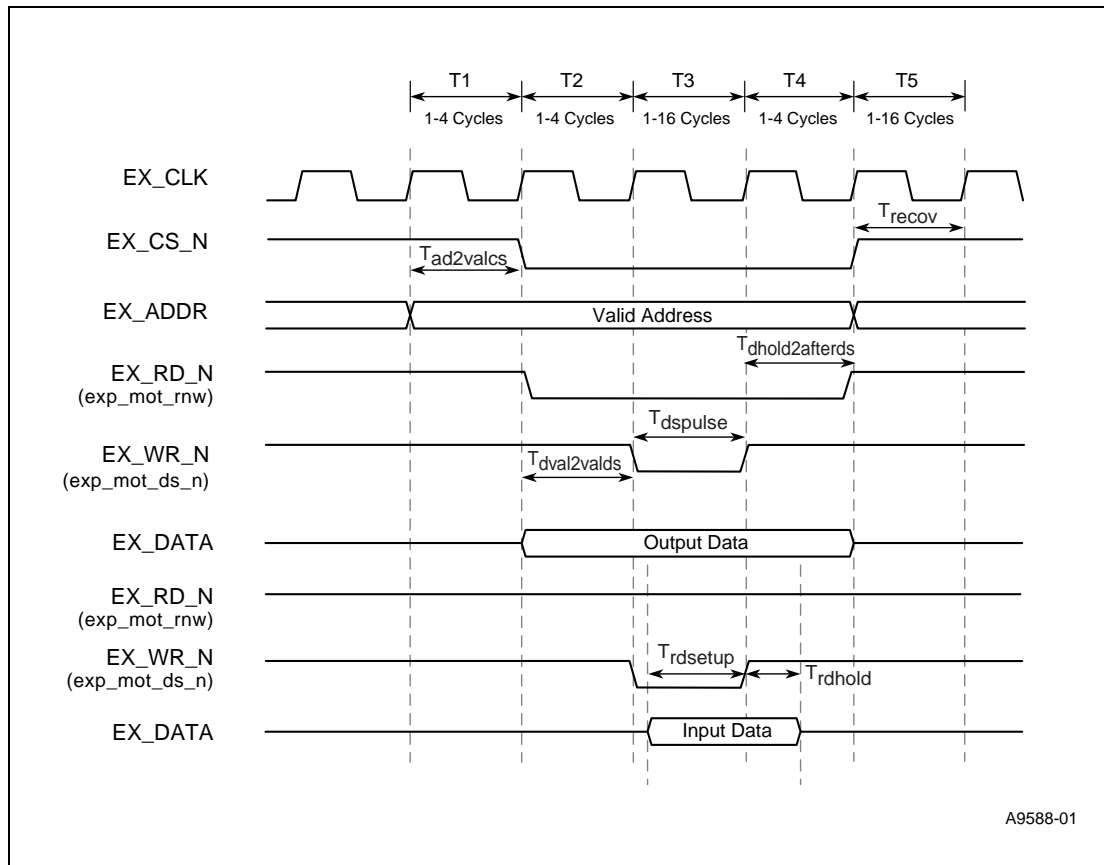 T1 T2 T3 T4 T5
1-4 Cycles 1-4 Cycles 1-16 Cycles 1-4 Cycles 1-16 Cycles
EX_CLK
Trecov
EX_CS_N
Tad2valcs
EX_ADDR
Valid Address
Tdhold2afterds
EX_RD_N
(exp_mot_rnw)
Tdspulse
EX_WR_N
Tdval2valds
(exp_mot_ds_n)
EX_DATA
Output Data
EX_RD_N
(exp_mot_rnw)
EX_WR_N
Trdsetup
(exp_mot_ds_n)
Trdhold
EX_DATA
Input Data
A9588-01